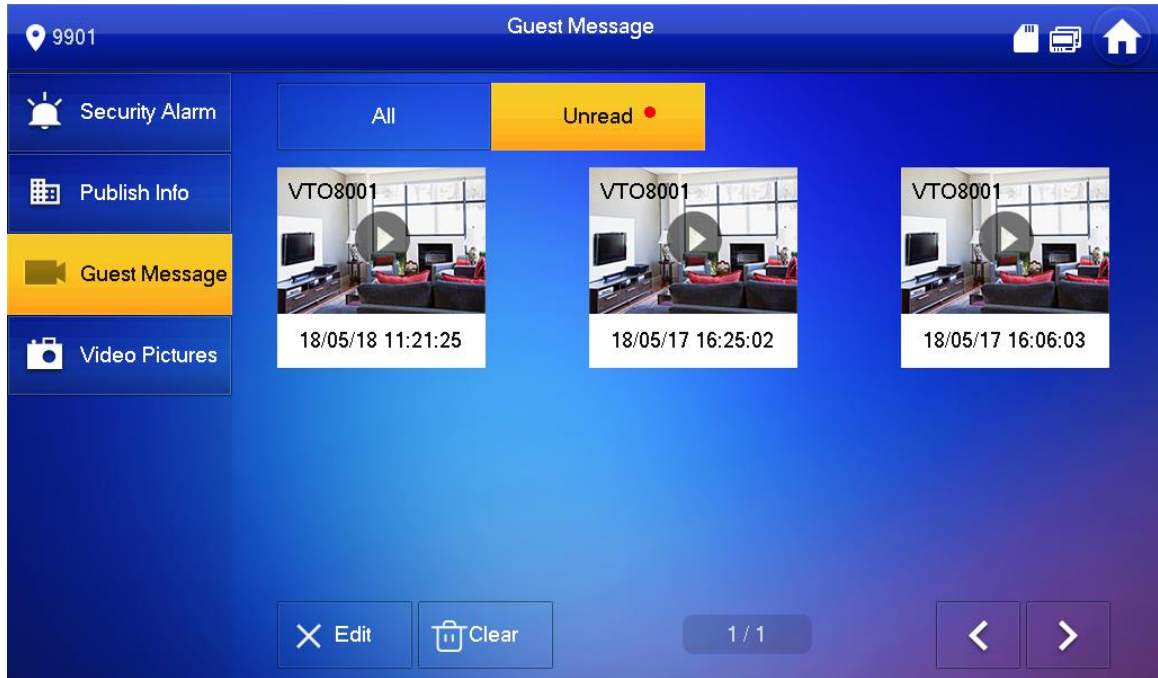 9901
Guest Message
Security Alarm
Publish Info
Guest Message
Video Pictures
All
Unread
VTO8001
18/05/18 11:21:25
VTO8001
18/05/17 16:25:02
VTO8001
18/05/17 16:06:03
Edit
Clear
1 / 1